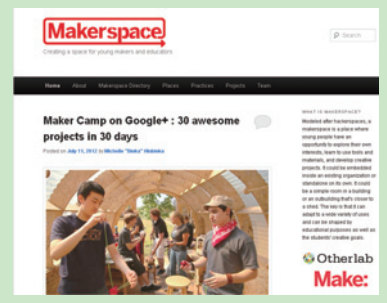 Makerspace
Creating a space for young makers and educators
Search
Home About Makerspace Directory Places Practices Projects Team
Maker Camp on Google+ : 30 awesome
projects in 30 days
Posted on July 11, 2012 by Michelle "Binka" Hlubinka
WHAT IS MAKERSPACE?
Modeled after hackerspaces, a
makerspace is a place where
young people have an
opportunity to explore their own
interests, learn to use tools and
materials, and develop creative
projects. It could be embedded
inside an existing organization or
standalone on its own. It could
be a simple room in a building
or an outbuilding that's closer to
a shed. The key is that it can
adapt to a wide variety of uses
and can be shaped by
educational purposes as well as
the students' creative goals.
Otherlab
Make: